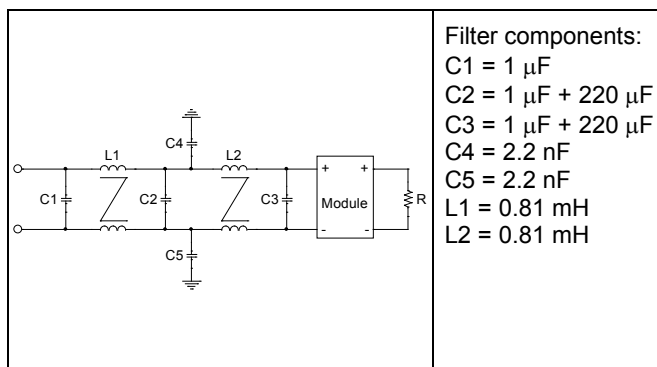 C4
L1
L2
C1
C2
C3
C5
+ +
Module
- -
R
Filter components:
C1 = 1 μF
C2 = 1 μF + 220 μF
C3 = 1 μF + 220 μF
C4 = 2.2 nF
C5 = 2.2 nF
L1 = 0.81 mH
L2 = 0.81 mH